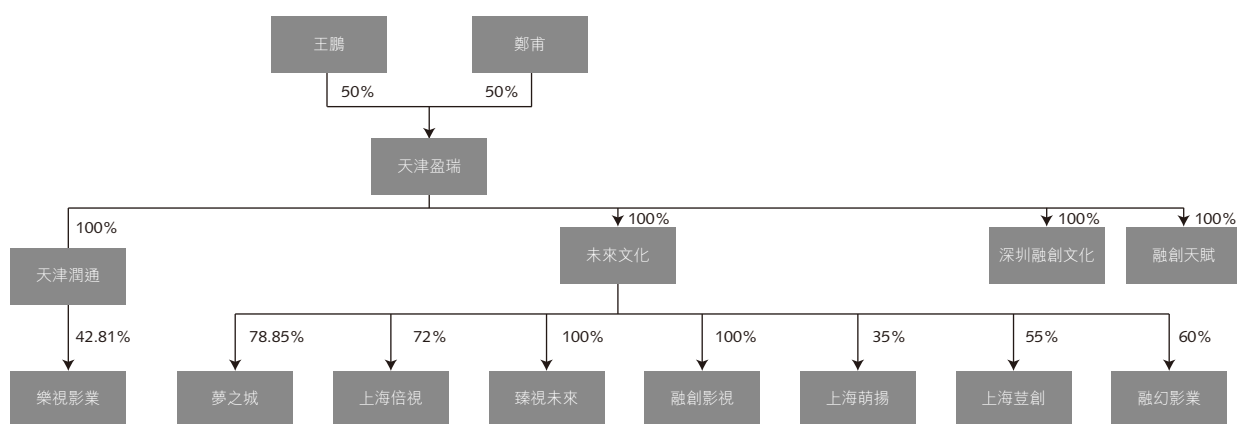 王鵬
鄭甫
50%
50%
天津盈瑞
100%
100%
100%
100%
天津潤通
未來文化
深圳融創文化
融創天賦
42.81%
78.85%
72%
100%
100%
35%
55%
60%
樂視影業
夢之城
上海倍視
臻視未來
融創影視
上海萌揚
上海荳創
融幻影業